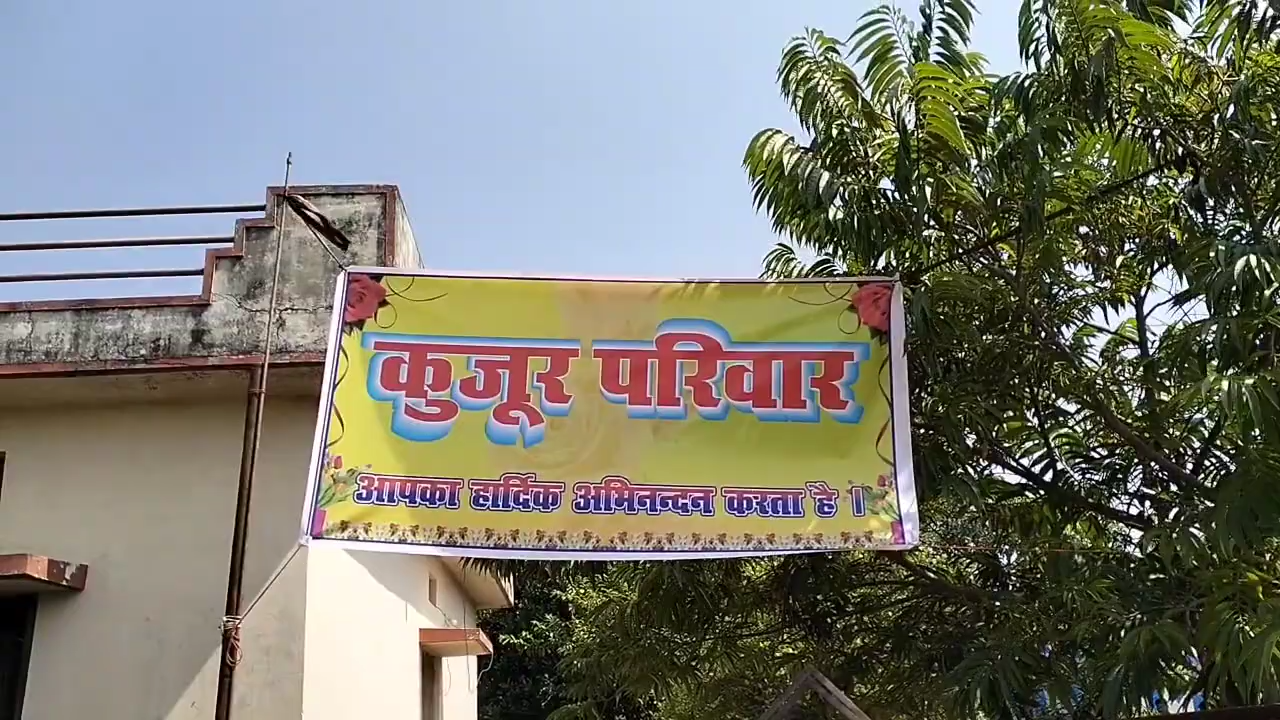 कुजूर परिवार
आपका हार्दिक अभिनन्दन करता है ।